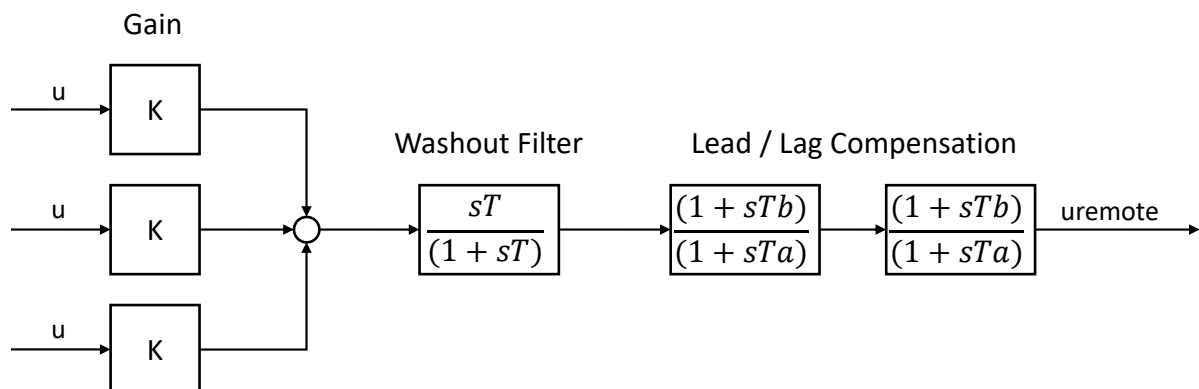 Gain
u
K
Washout Filter
Lead / Lag Compensation
u
K
sT
(1 + sT)
(1 + sTb)
(1 + sTa)
(1 + sTb)
(1 + sTa)
uremote
u
K